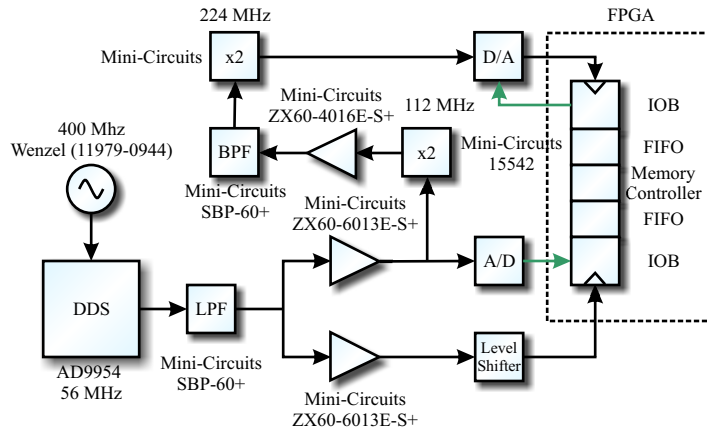 224 MHz
FPGA
Mini-Circuits
x2
D/A
Mini-Circuits
ZX60-4016E-S+
112 MHz
IOB
400 Mhz
Wenzel (11979-0944)
BPF
x2
Mini-Circuits
15542
FIFO
Memory
Controller
Mini-Circuits
SBP-60+
Mini-Circuits
ZX60-6013E-S+
FIFO
A/D
IOB
DDS
LPF
Level
Shifter
AD9954
56 MHz
Mini-Circuits
SBP-60+
Mini-Circuits
ZX60-6013E-S+